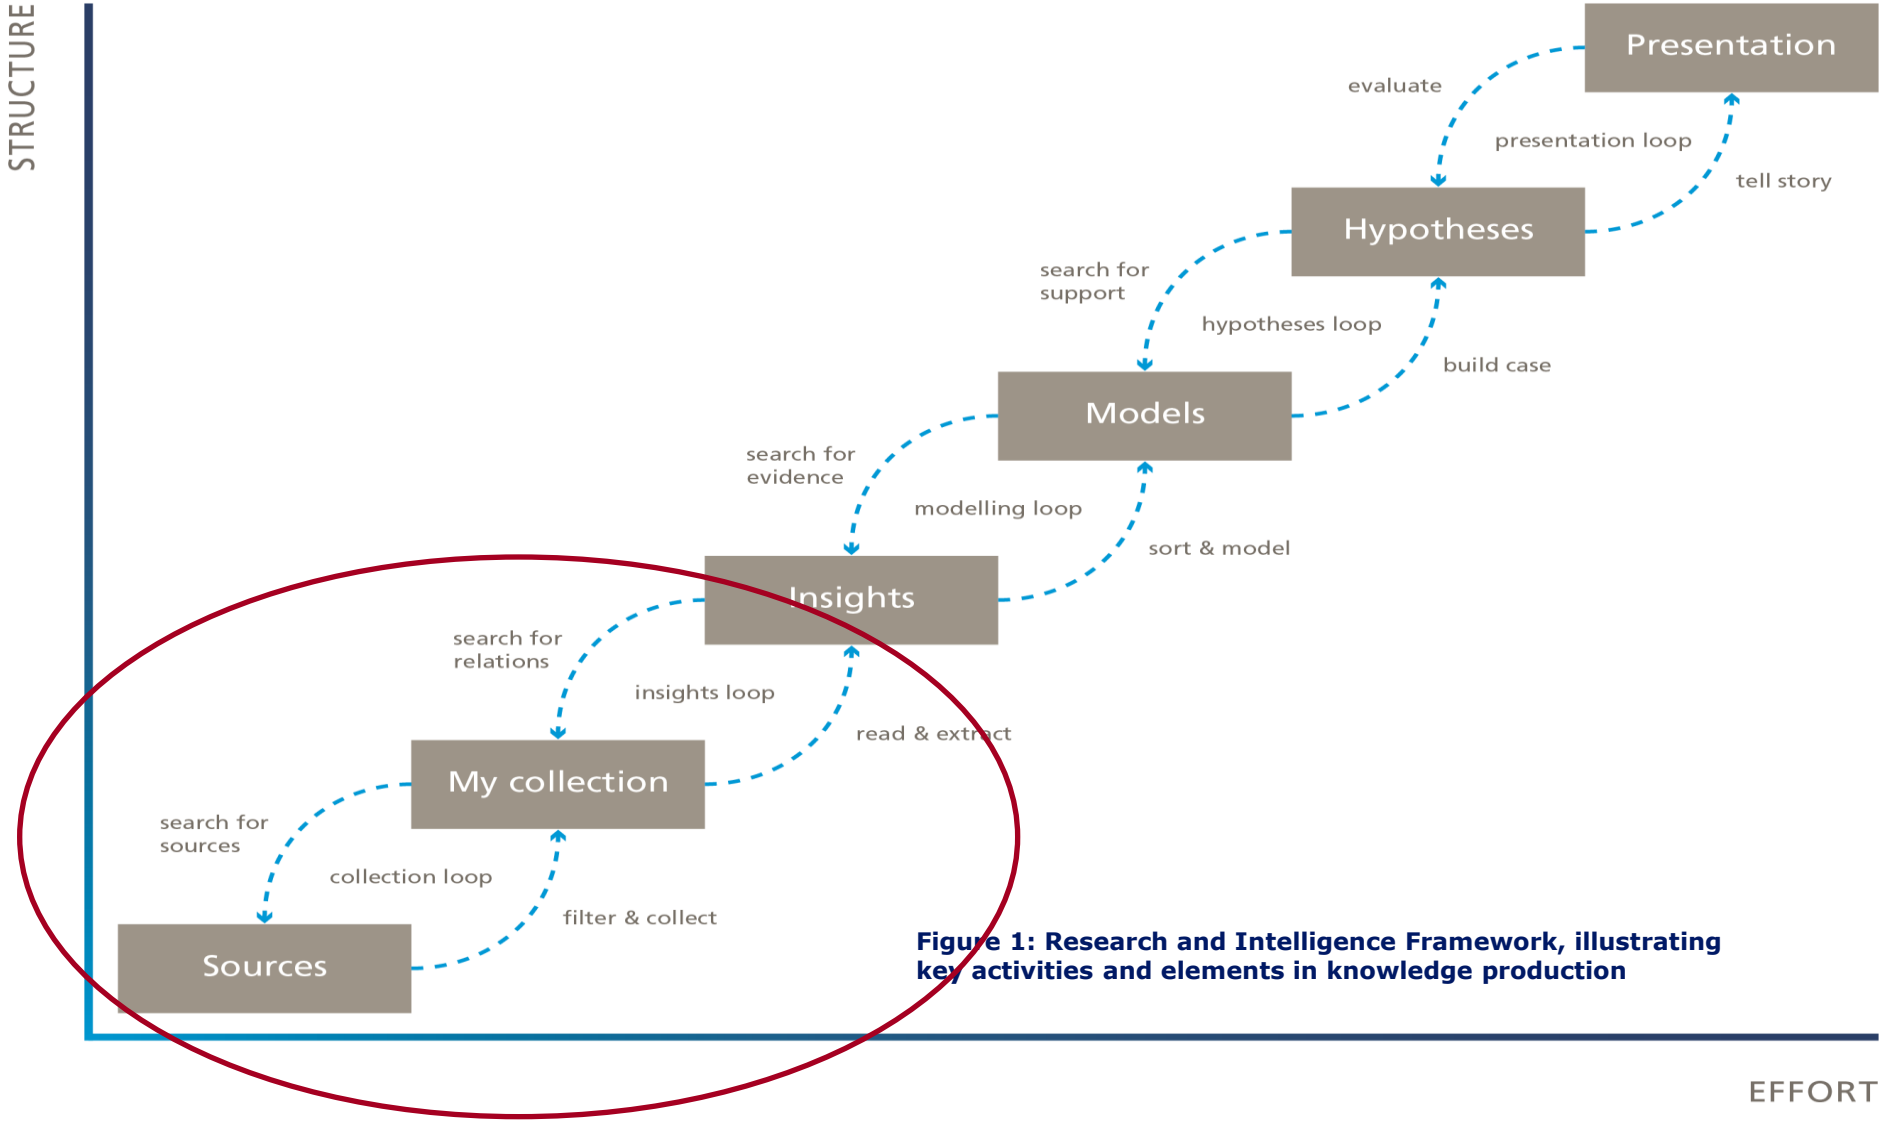 STRUCTURE
Presentation
evaluate
presentation loop
tell story
Hypotheses
search for
support
hypotheses loop
build case
Models
search for
evidence
modelling loop
sort & model
Insights
search for
relations
insights loop
read & extract
My collection
search for
sources
collection loop
filter & collect
Sources
Figure 1: Research and Intelligence Framework, illustrating
key activities and elements in knowledge production
EFFORT